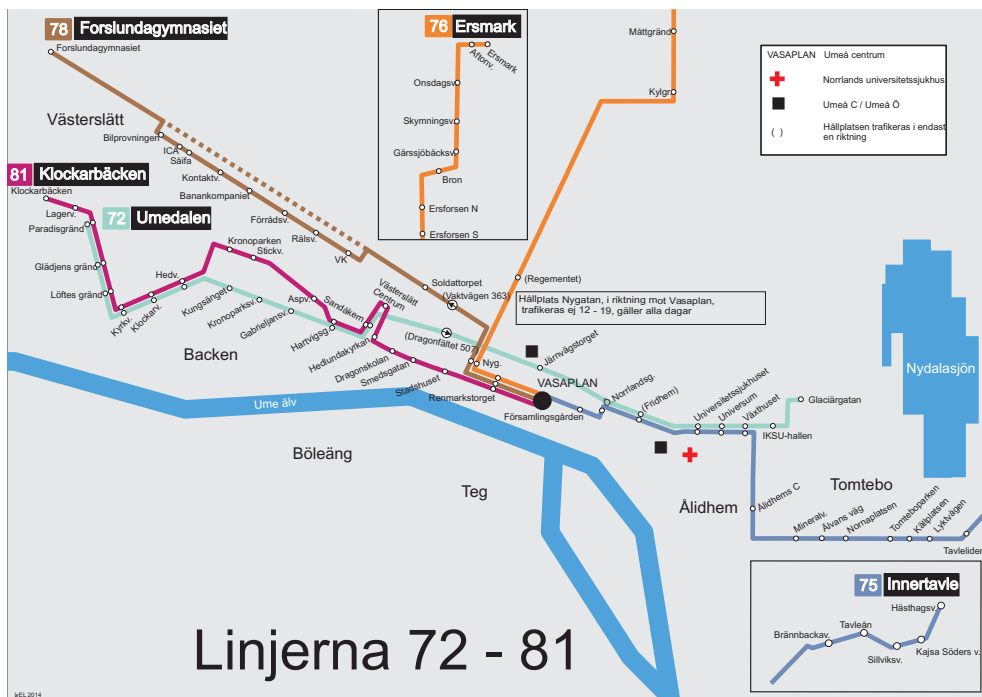 78 Forslundagymnasiet
Forslundagymnasiet
76 Ersmark
Ersmark
Aftonv.
Onsdagsv
Skymningsv.
Gärssjöbäcksv
Bron
Ersforsen N
Ersforsen S
Måttgränd
Kylgr
VASAPLAN Umeå centrum
Norrlands universitetssjukhus
Umeå C / Umeå Ö
( ) Hållplatsen trafikeras i endast
en riktning
Västerslätt
Bilprovningen
ICA
Säifa
Kontaktv.
Banankompaniet
Förrådsv.
Rälsv.
VK
81 Klockarbäcken
Klockarbäcken
Lagerv.
Paradisgränd
72 Umedalen
Glädjens gränd
Löftes gränd
Kyrkv.
Klockarv.
Hedv.
Kronoparken
Stickv.
Kungsänget
Kronoparksv.
Gabrieljansv.
Aspv.
Hartvigsg
Sandåkern
Västerslätt
Centrum
Hedlundakyrkan
Dragonskolan
Smedsgatan
Stadshuset
Renmarkstorget
Soldattorpet
(Vaktvägen 363)
(Dragonfältet 507)
(Regementet)
Hållplats Nygatan, i riktning mot Vasaplan,
trafikeras ej 12 - 19, gäller alla dagar
Järnvägstorget
Nyg.
VASAPLAN
Församlingsgården
Norrlandsg.
(Fridhem)
Universitetssjukhuset
Universum
Växthuset
IKSU-hallen
Glaciärgatan
Nydalasjön
Backen
Ume älv
Böleäng
Teg
Ålidhem
Tomtebo
Ålidhems C
Mineralv.
Älvans väg
Nornaplatsen
Tomteboparken
Källplatsen
Lyktvägen
Tavleliden
75 Innertavle
Hästhagsv.
Brännbackav.
Tavleån
Sillviksv.
Kajsa Söders v.
Linjerna 72 - 81